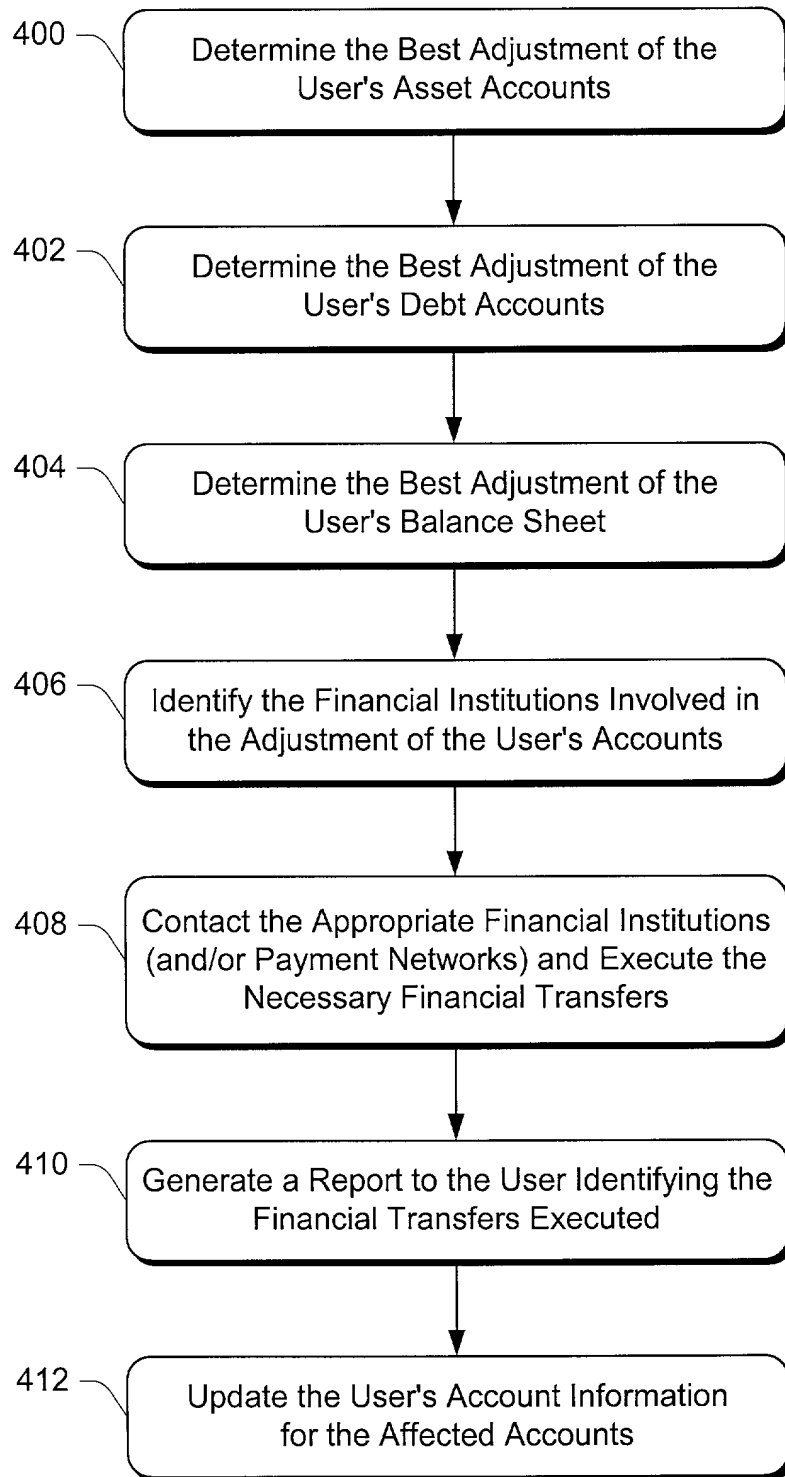 400
Determine the Best Adjustment of the
User's Asset Accounts
402
Determine the Best Adjustment of the
User's Debt Accounts
404
Determine the Best Adjustment of the
User's Balance Sheet
406
Identify the Financial Institutions Involved in
the Adjustment of the User's Accounts
408
Contact the Appropriate Financial Institutions
(and/or Payment Networks) and Execute the
Necessary Financial Transfers
410
Generate a Report to the User Identifying the
Financial Transfers Executed
412
Update the User's Account Information
for the Affected Accounts